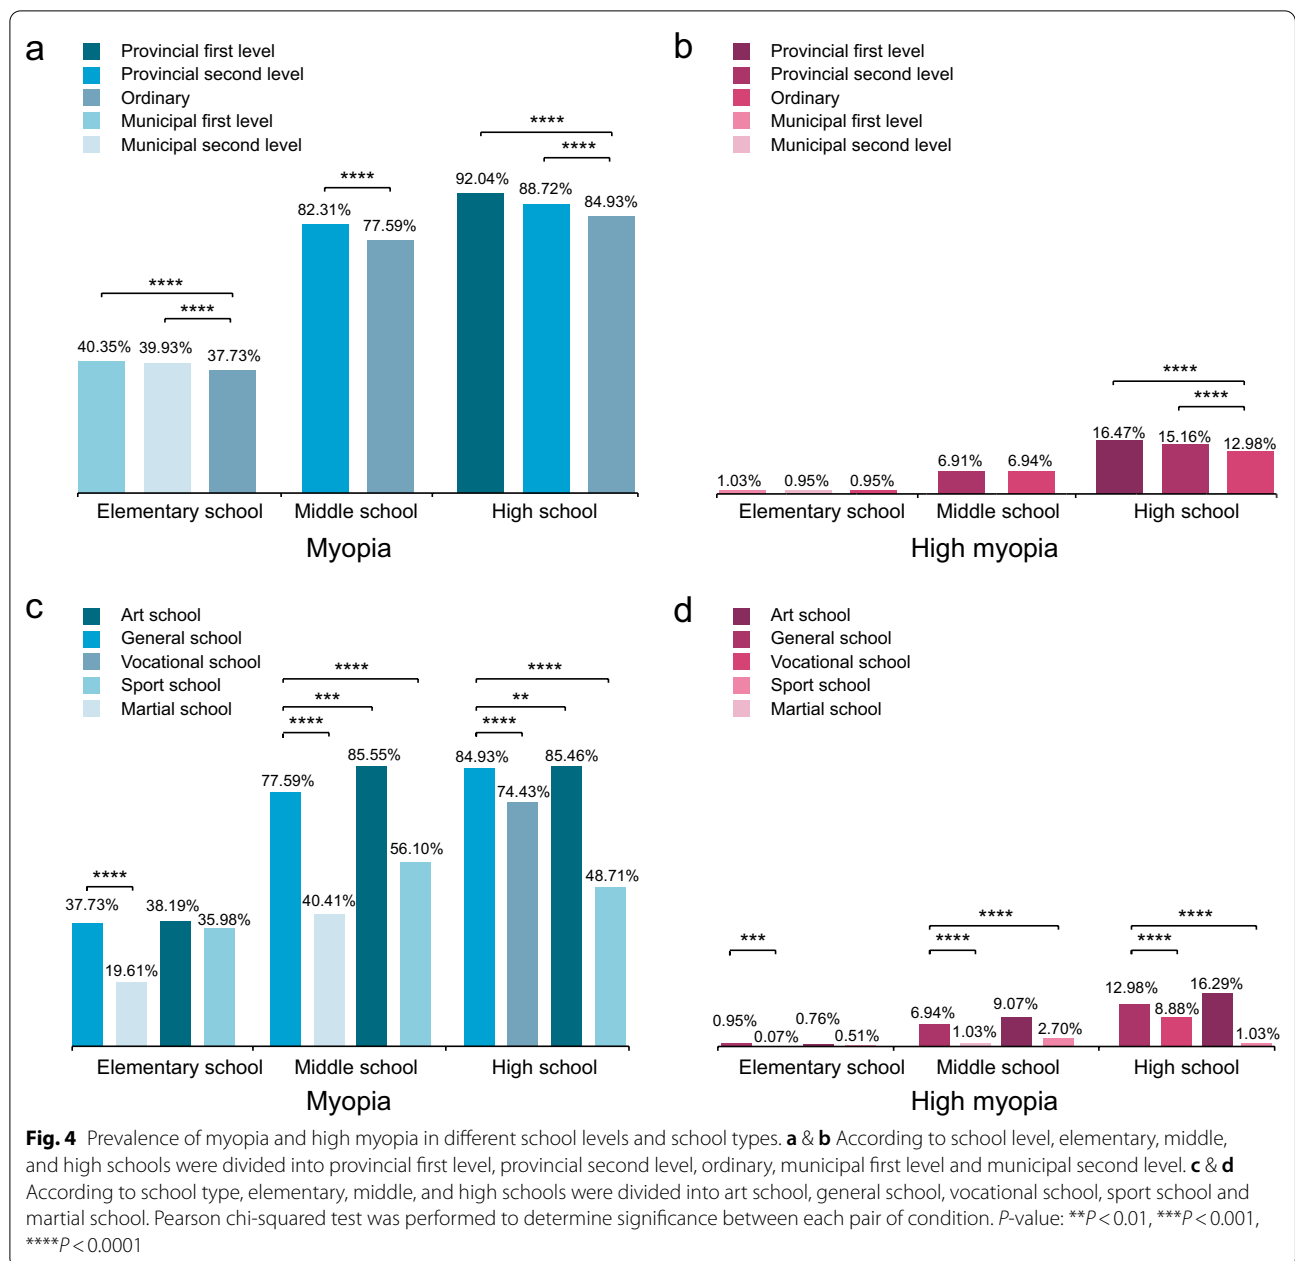 a
Provincial first level
Provincial second level
Ordinary
Municipal first level
Municipal second level
****
****
****
****
****
92.04%
88.72%
84.93%
82.31%
77.59%
40.35%
39.93%
37.73%
Elementary school
Middle school
High school
Myopia
b
Provincial first level
Provincial second level
Ordinary
Municipal first level
Municipal second level
****
****
16.47%
15.16%
12.98%
6.91%
6.94%
1.03%
0.95%
0.95%
Elementary school
Middle school
High school
High myopia
c
Art school
General school
Vocational school
Sport school
Martial school
****
***
****
****
**
****
****
77.59%
85.55%
84.93%
85.46%
74.43%
56.10%
48.71%
40.41%
37.73%
38.19%
35.98%
19.61%
Elementary school
Middle school
High school
Myopia
d
Art school
General school
Vocational school
Sport school
Martial school
***
****
****
****
****
16.29%
12.98%
8.88%
1.03%
6.94%
9.07%
1.03%
2.70%
0.95%
0.07%
0.76%
0.51%
Elementary school
Middle school
High school
High myopia
Fig. 4 Prevalence of myopia and high myopia in different school levels and school types. a & b According to school level, elementary, middle,
and high schools were divided into provincial first level, provincial second level, ordinary, municipal first level and municipal second level. c & d
According to school type, elementary, middle, and high schools were divided into art school, general school, vocational school, sport school and
martial school. Pearson chi-squared test was performed to determine significance between each pair of condition. P-value: **P < 0.01, ***P < 0.001,
****P < 0.0001